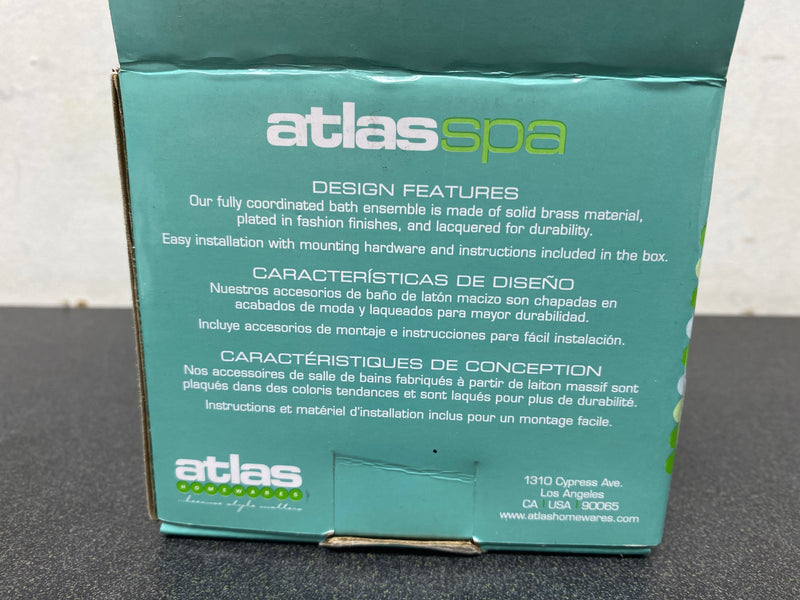 atlasspa
DESIGN FEATURES
Our fully coordinated bath ensemble is made of solid brass material,
plated in fashion finishes, and lacquered for durability.
Easy installation with mounting hardware and instructions included in the box.
CARACTERÍSTICAS DE DISEÑO
Nuestros accesorios de baño de latón macizo son chapadas en
acabados de moda y laqueados para mayor durabilidad.
Incluye accesorios de montaje e instrucciones para fácil instalación.
CARACTÉRISTIQUES DE CONCEPTION
Nos accessoires de salle de bains fabriqués à partir de laiton massif sont
plaqués dans des coloris tendances et sont laqués pour plus de durabilité.
Instructions et matériel d'installation inclus pour un montage facile.
atlas
HOMEWARES
because style matters
1310 Cypress Ave.
Los Angeles
CA | USA | 90065
www.atlashomewares.com